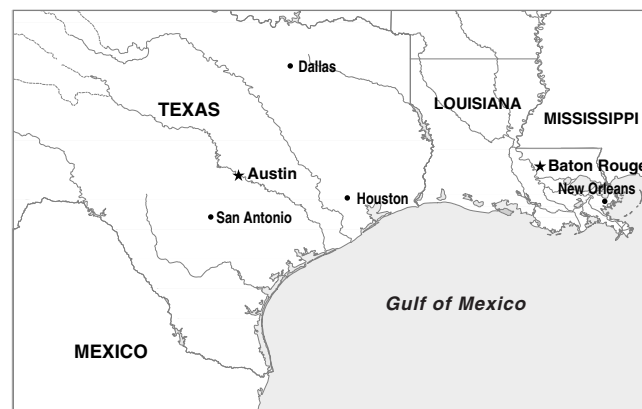 Dallas
TEXAS
LOUISIANA
MISSISSIPPI
Austin
Baton Rouge
New Orleans
Houston
San Antonio
Gulf of Mexico
MEXICO